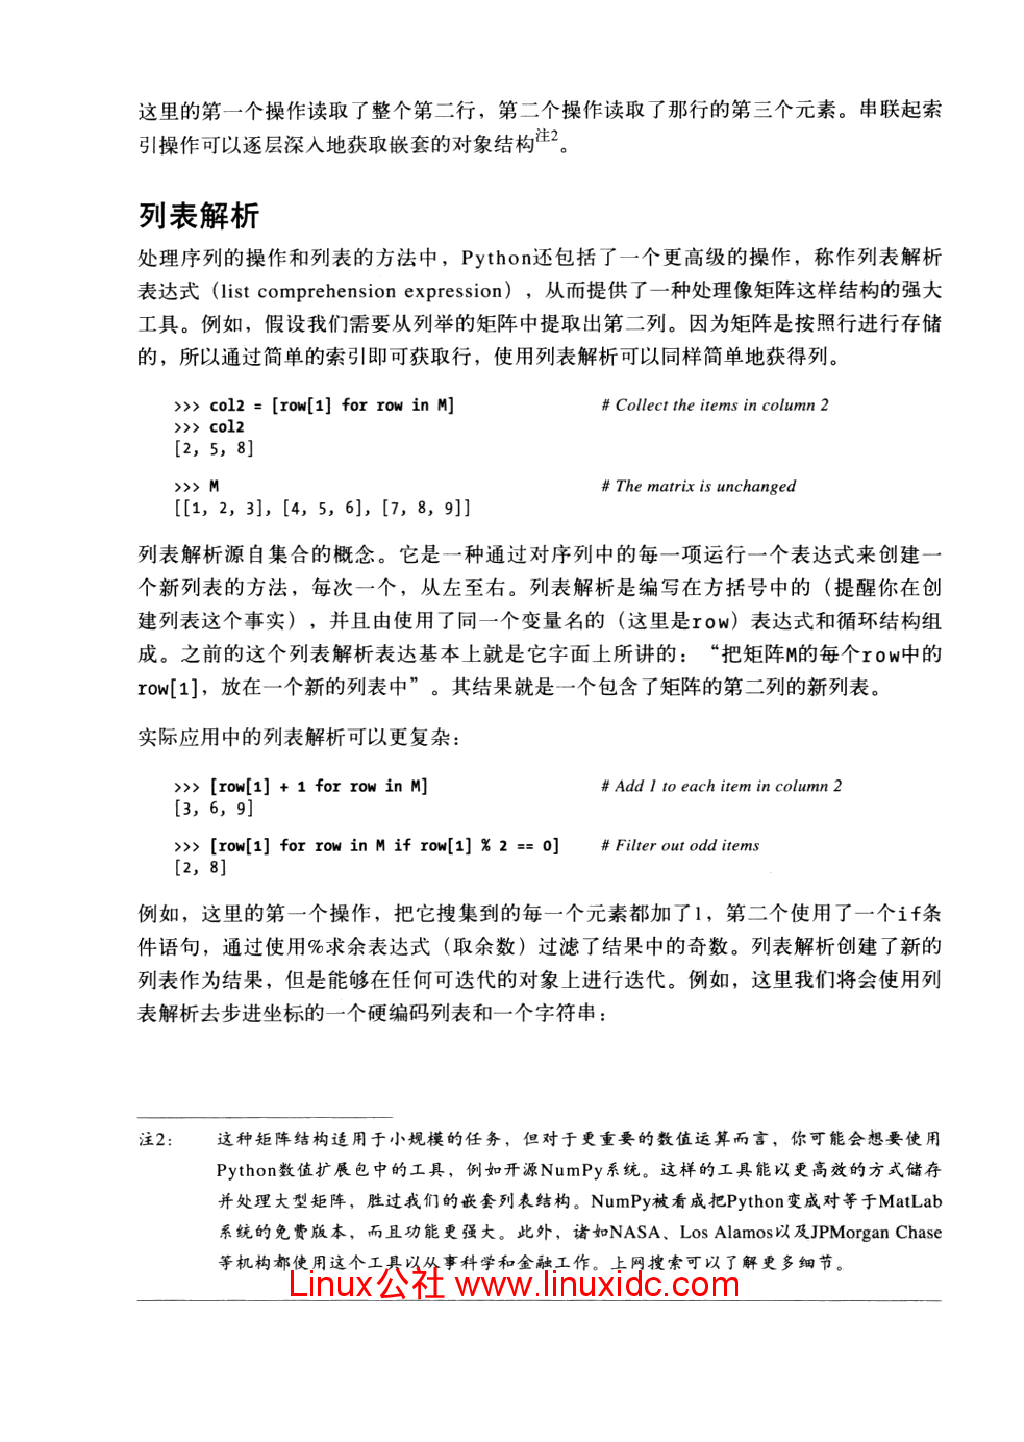 这里的第一个操作读取了整个第二行，第二个操作读取了那行的第三个元素。串联起索
引操作可以逐层深入地获取嵌套的对象结构注2。
列表解析
处理序列的操作和列表的方法中，Python还包括了一个更高级的操作，称作列表解析
表达式（list comprehension expression），从而提供了一种处理像矩阵这样结构的强大
工具。例如，假设我们需要从列举的矩阵中提取出第二列。因为矩阵是按照行进行存储
的，所以通过简单的索引即可获取行，使用列表解析可以同样简单地获得列。
>>> col2 = [row[1] for row in M] # Collect the items in column 2
>>> col2
[2, 5, 8]
>>> M # The matrix is unchanged
[[1, 2, 3], [4, 5, 6], [7, 8, 9]]
列表解析源自集合的概念。它是一种通过对序列中的每一项运行一个表达式来创建一
个新列表的方法，每次一个，从左至右。列表解析是编写在方括号中的（提醒你在创
建列表这个事实），并且由使用了同一个变量名的（这里是row）表达式和循环结构组
成。之前的这个列表解析表达基本上就是它字面上所讲的：“把矩阵M的每个row中的
row[1]，放在一个新的列表中”。其结果就是一个包含了矩阵的第二列的新列表。
实际应用中的列表解析可以更复杂：
>>> [row[1] + 1 for row in M] # Add 1 to each item in column 2
[3, 6, 9]
>>> [row[1] for row in M if row[1] % 2 == 0] # Filter out odd items
[2, 8]
例如，这里的第一个操作，把它搜集到的每一个元素都加了1，第二个使用了一个if条
件语句，通过使用%求余表达式（取余数）过滤了结果中的奇数。列表解析创建了新的
列表作为结果，但是能够在任何可迭代的对象上进行迭代。例如，这里我们将会使用列
表解析去步进坐标的一个硬编码列表和一个字符串：
注2： 这种矩阵结构适用于小规模的任务，但对于更重要的数值运算而言，你可能会想要使用
Python数值扩展包中的工具，例如开源NumPy系统。这样的工具能以更高效的方式储存
并处理大型矩阵，胜过我们的嵌套列表结构。NumPy被看成把Python变成对等于MatLab
系统的免费版本，而且功能更强大。此外，诸如NASA、Los Alamos以及JPMorgan Chase
等机构都使用这个工具以从事科学和金融工作。上网搜索可以了解更多细节。
Linux公社 www.linuxidc.com